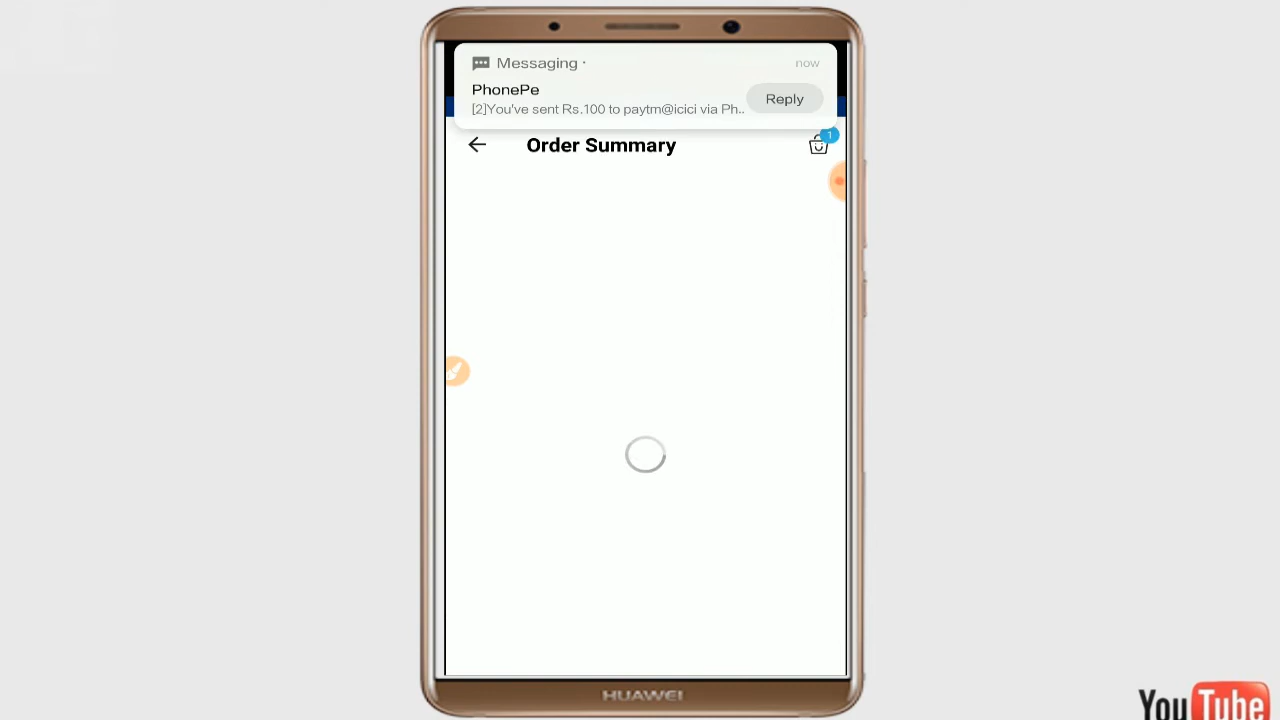 Messaging ·
now
PhonePe
[2]You've sent Rs.100 to paytm@icici via Ph..
Reply
Order Summary
1
HUAWEI
YouTube